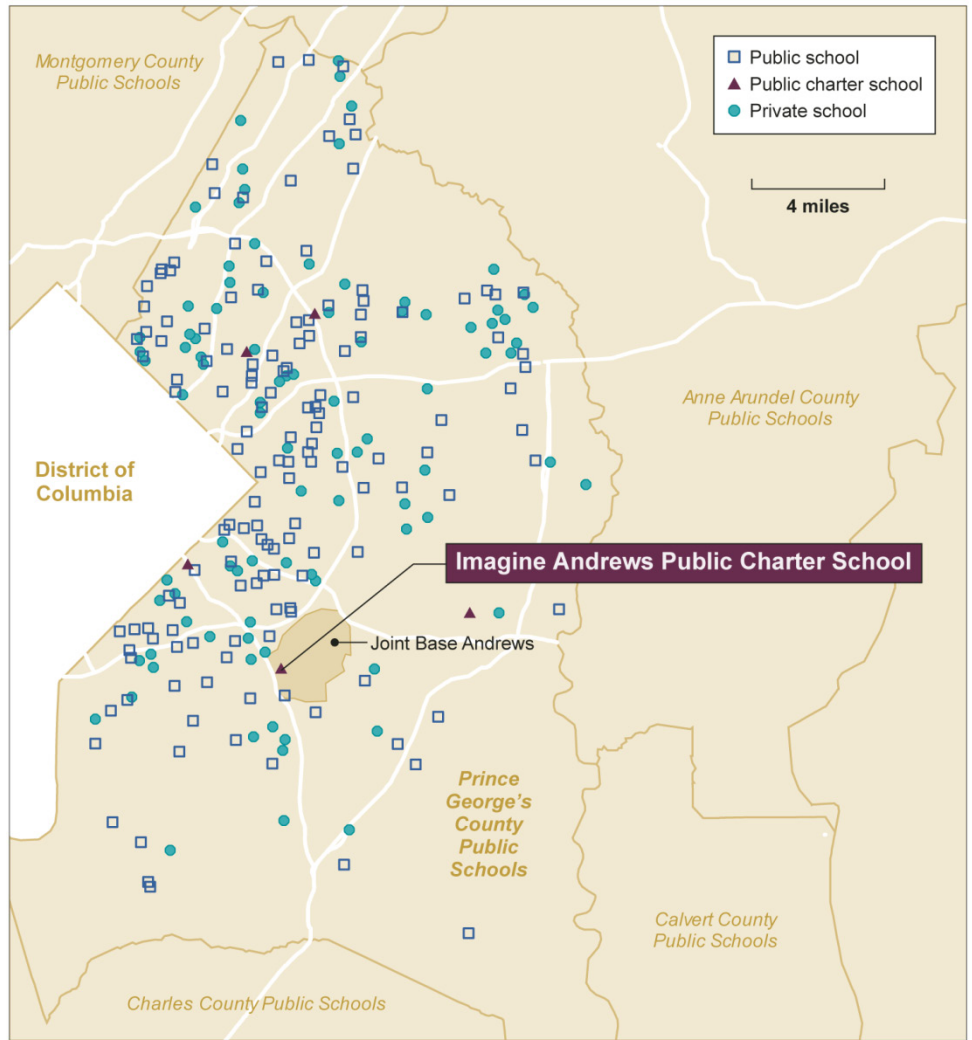 Montgomery County
Public Schools
Public school
Public charter school
Private school
4 miles
Anne Arundel County
Public Schools
District of
Columbia
Imagine Andrews Public Charter School
Joint Base Andrews
Prince
George’s
County
Public
Schools
Calvert County
Public Schools
Charles County Public Schools